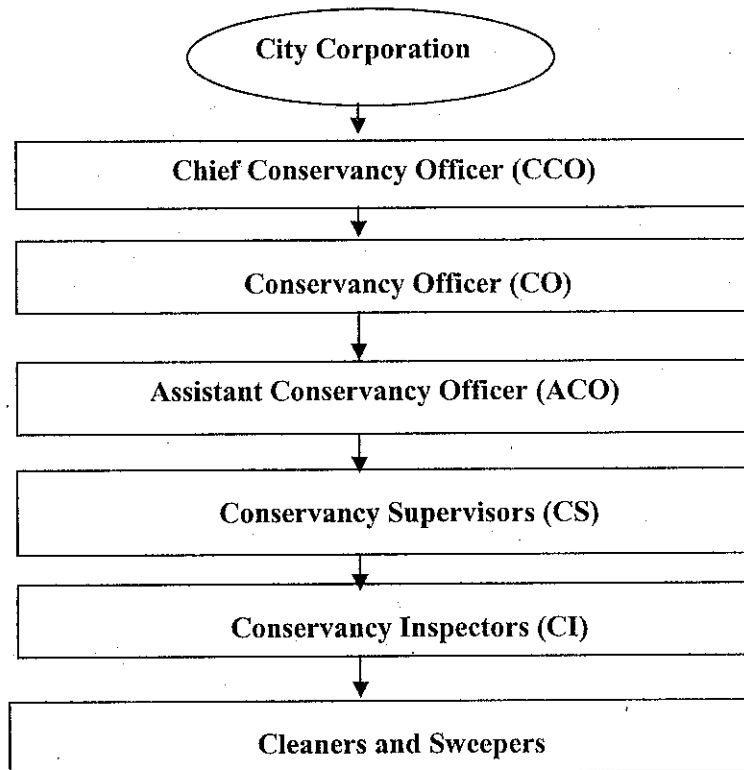 City Corporation
Chief Conservancy Officer (CCO)
Conservancy Officer (CO)
Assistant Conservancy Officer (ACO)
Conservancy Supervisors (CS)
Conservancy Inspectors (CI)
Cleaners and Sweepers